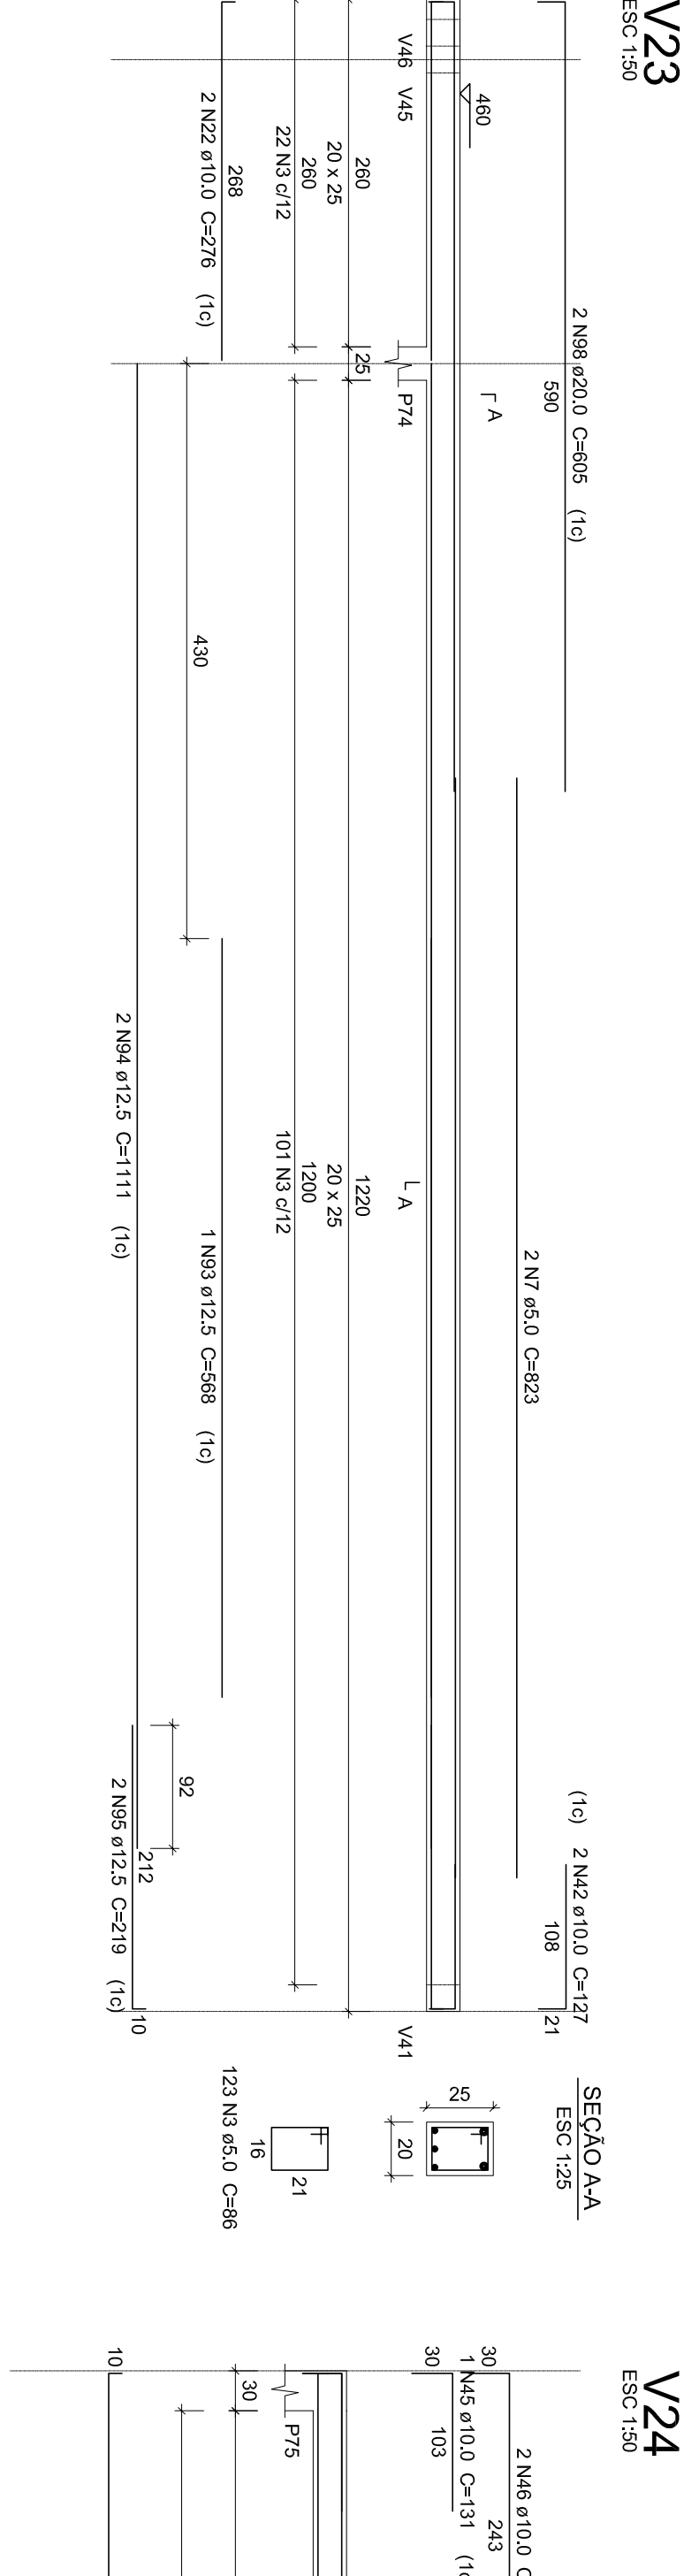 V23
ESC 1:50
2 N98 ø20.0 C=605 (1c)
590
2 N7 ø5.0 C=823
(1c) 2 N42 ø10.0 C=127
108
21
460
A
A
V46 V45
P74
V41
260
25
1220
20 x 25
20 x 25
260
1200
22 N3 c/12
101 N3 c/12
268
2 N22 ø10.0 C=276 (1c)
430
1 N93 ø12.5 C=568 (1c)
92
2 N94 ø12.5 C=1111 (1c)
212
10
2 N95 ø12.5 C=219 (1c)
SEÇÃO A-A
ESC 1:25
25
20
21
16
123 N3 ø5.0 C=86
V24
ESC 1:50
2 N46 ø10.0
30
243
1 N45 ø10.0 C=131
30
103
P75
30
10